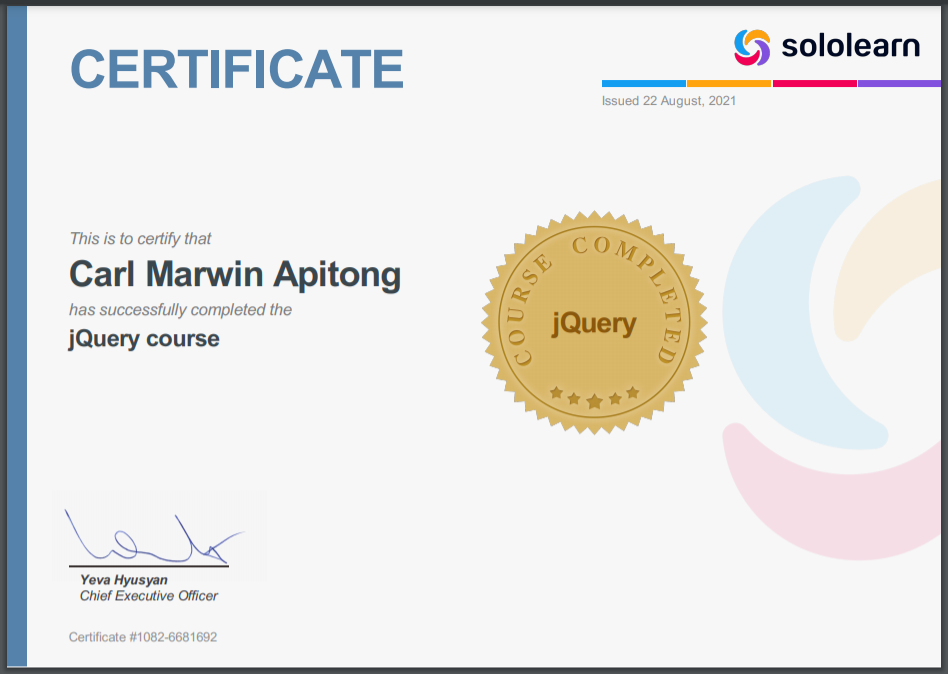 CERTIFICATE
sololearn
Issued 22 August, 2021
This is to certify that
Carl Marwin Apitong
has successfully completed the
jQuery course
COURSE COMPLETED
jQuery
Yeva Hyusyan
Chief Executive Officer
Certificate #1082-6681692